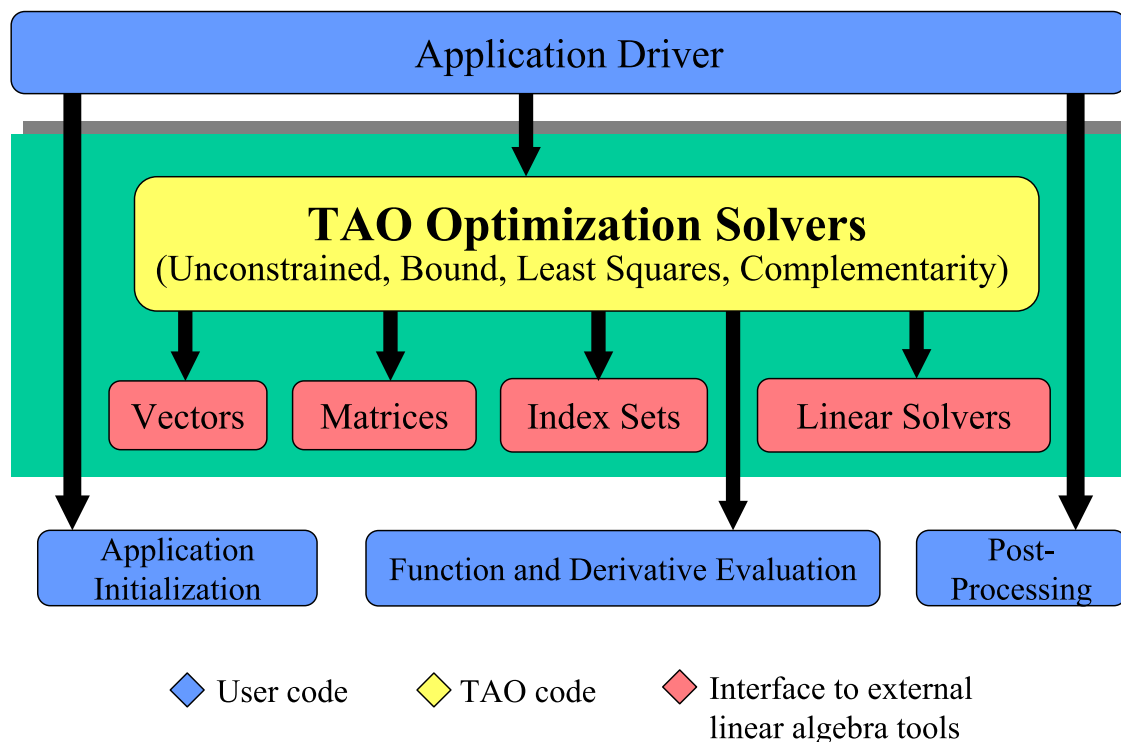 Application Driver
TAO Optimization Solvers
(Unconstrained, Bound, Least Squares, Complementarity)
Vectors
Matrices
Index Sets
Linear Solvers
Application
Initialization
Function and Derivative Evaluation
Post-
Processing
User code
TAO code
Interface to external
linear algebra tools